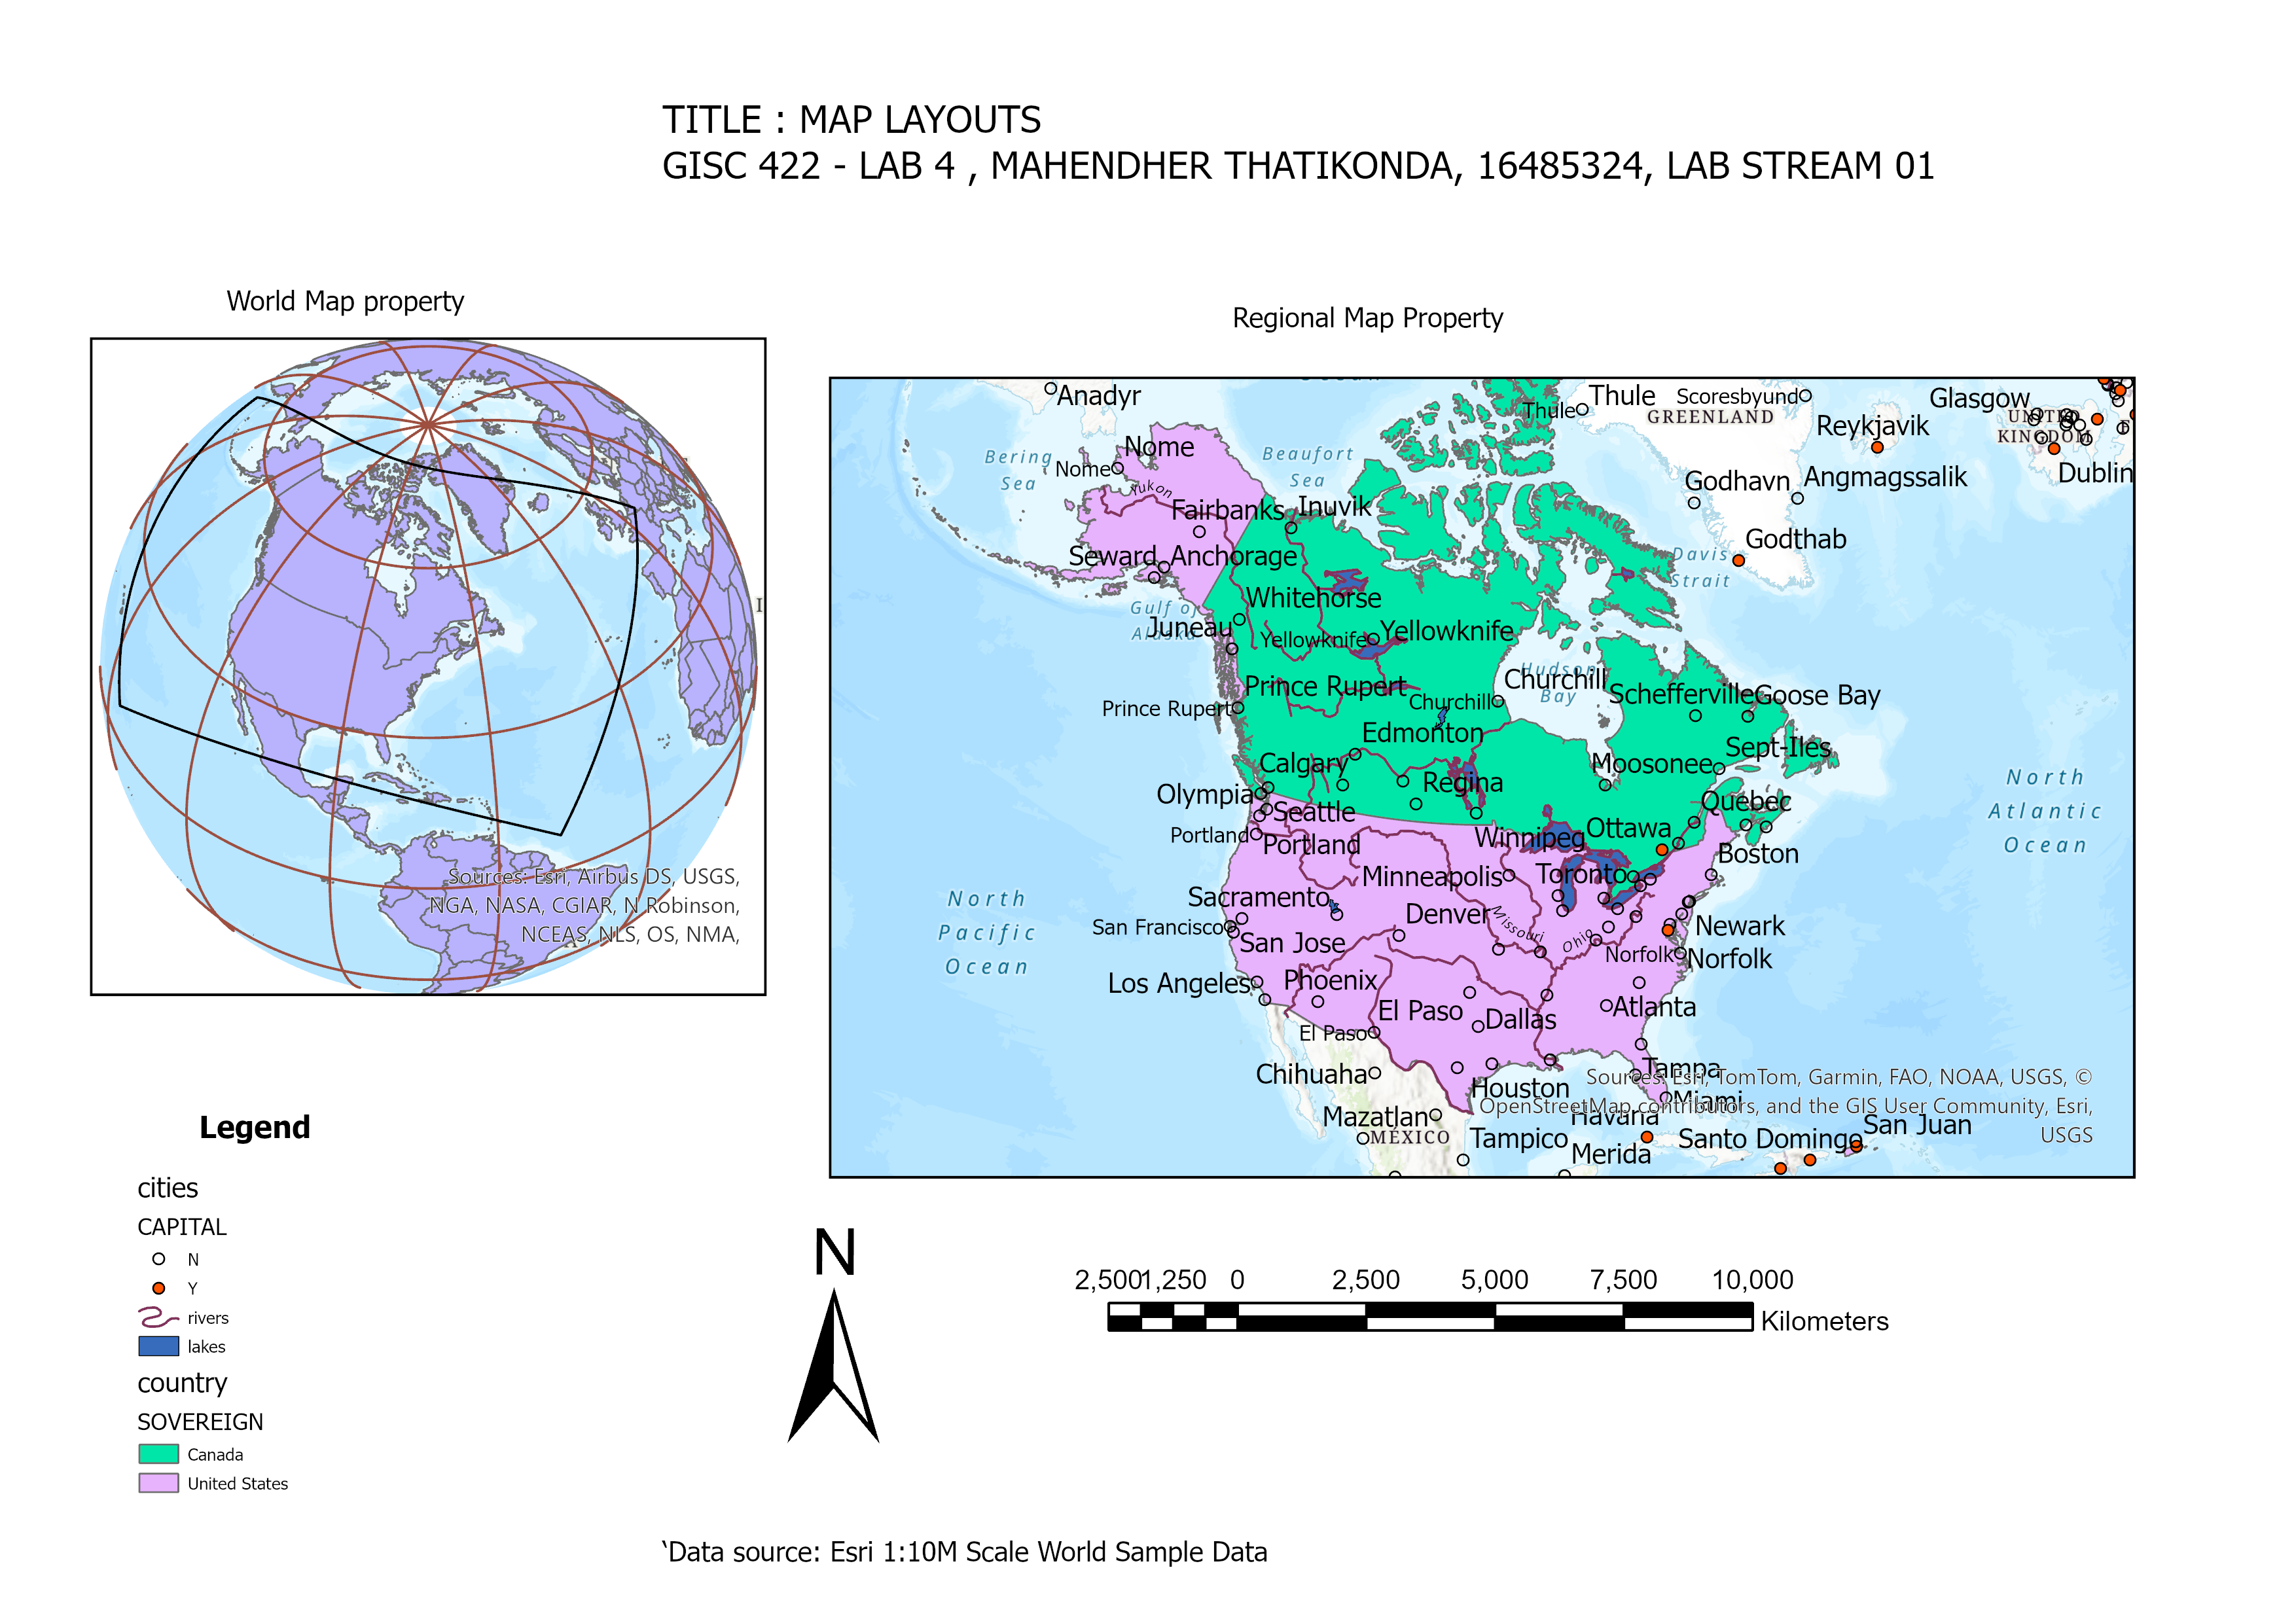 TITLE : MAP LAYOUTS
GISC 422 - LAB 4 , MAHENDHER THATIKONDA, 16485324, LAB STREAM 01
World Map property
Regional Map Property
I
Sources: Esri, Airbus DS, USGS,
NGA, NASA, CGIAR, N Robinson,
NCEAS, NLS, OS, NMA,
Anadyr
Thule
Thule
Scoresbyund
GREENLAND
Glasgow
UNITED
KINGDOM
Reykjavik
Dublin
Nome
Nome
Bering
Sea
Beaufort
Sea
Yukon
Godhavn
Angmagssalik
Fairbanks
Inuvik
Seward
Anchorage
Godthab
Davis
Strait
Whitehorse
Gulf of
Alaska
Juneau
Yellowknife
Yellowknife
Hudson
Bay
Prince Rupert
Prince Rupert
Churchill
Churchill
Schefferville
Goose Bay
Edmonton
Sept-Iles
Calgary
Moosonee
Regina
North
Atlantic
Ocean
Olympia
Seattle
Quebec
Portland
Portland
Winnipeg
Ottawa
Boston
Minneapolis
Toronto
North
Pacific
Ocean
Sacramento
Denver
Missouri
Ohio
Newark
San Francisco
San Jose
Norfolk
Norfolk
Los Angeles
Phoenix
El Paso
El Paso
Dallas
Atlanta
Chihuaha
Houston
Tampa
Miami
Sources: Esri, TomTom, Garmin, FAO, NOAA, USGS, ©
OpenStreetMap contributors, and the GIS User Community, Esri,
USGS
Mazatlan
MÉXICO
Tampico
Havana
Merida
Santo Domingo
San Juan
Legend
cities
CAPITAL
N
Y
rivers
lakes
country
SOVEREIGN
Canada
United States
N
2,500 1,250 0 2,500 5,000 7,500 10,000
Kilometers
‘Data source: Esri 1:10M Scale World Sample Data